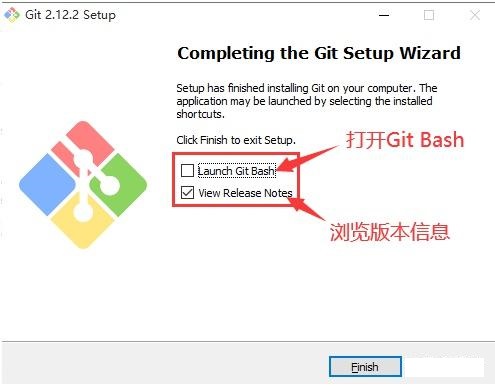 Git 2.12.2 Setup
Completing the Git Setup Wizard
Setup has finished installing Git on your computer. The
application may be launched by selecting the installed
shortcuts.
Click Finish to exit Setup.
打开Git Bash
Launch Git Bash
View Release Notes
浏览版本信息
Finish